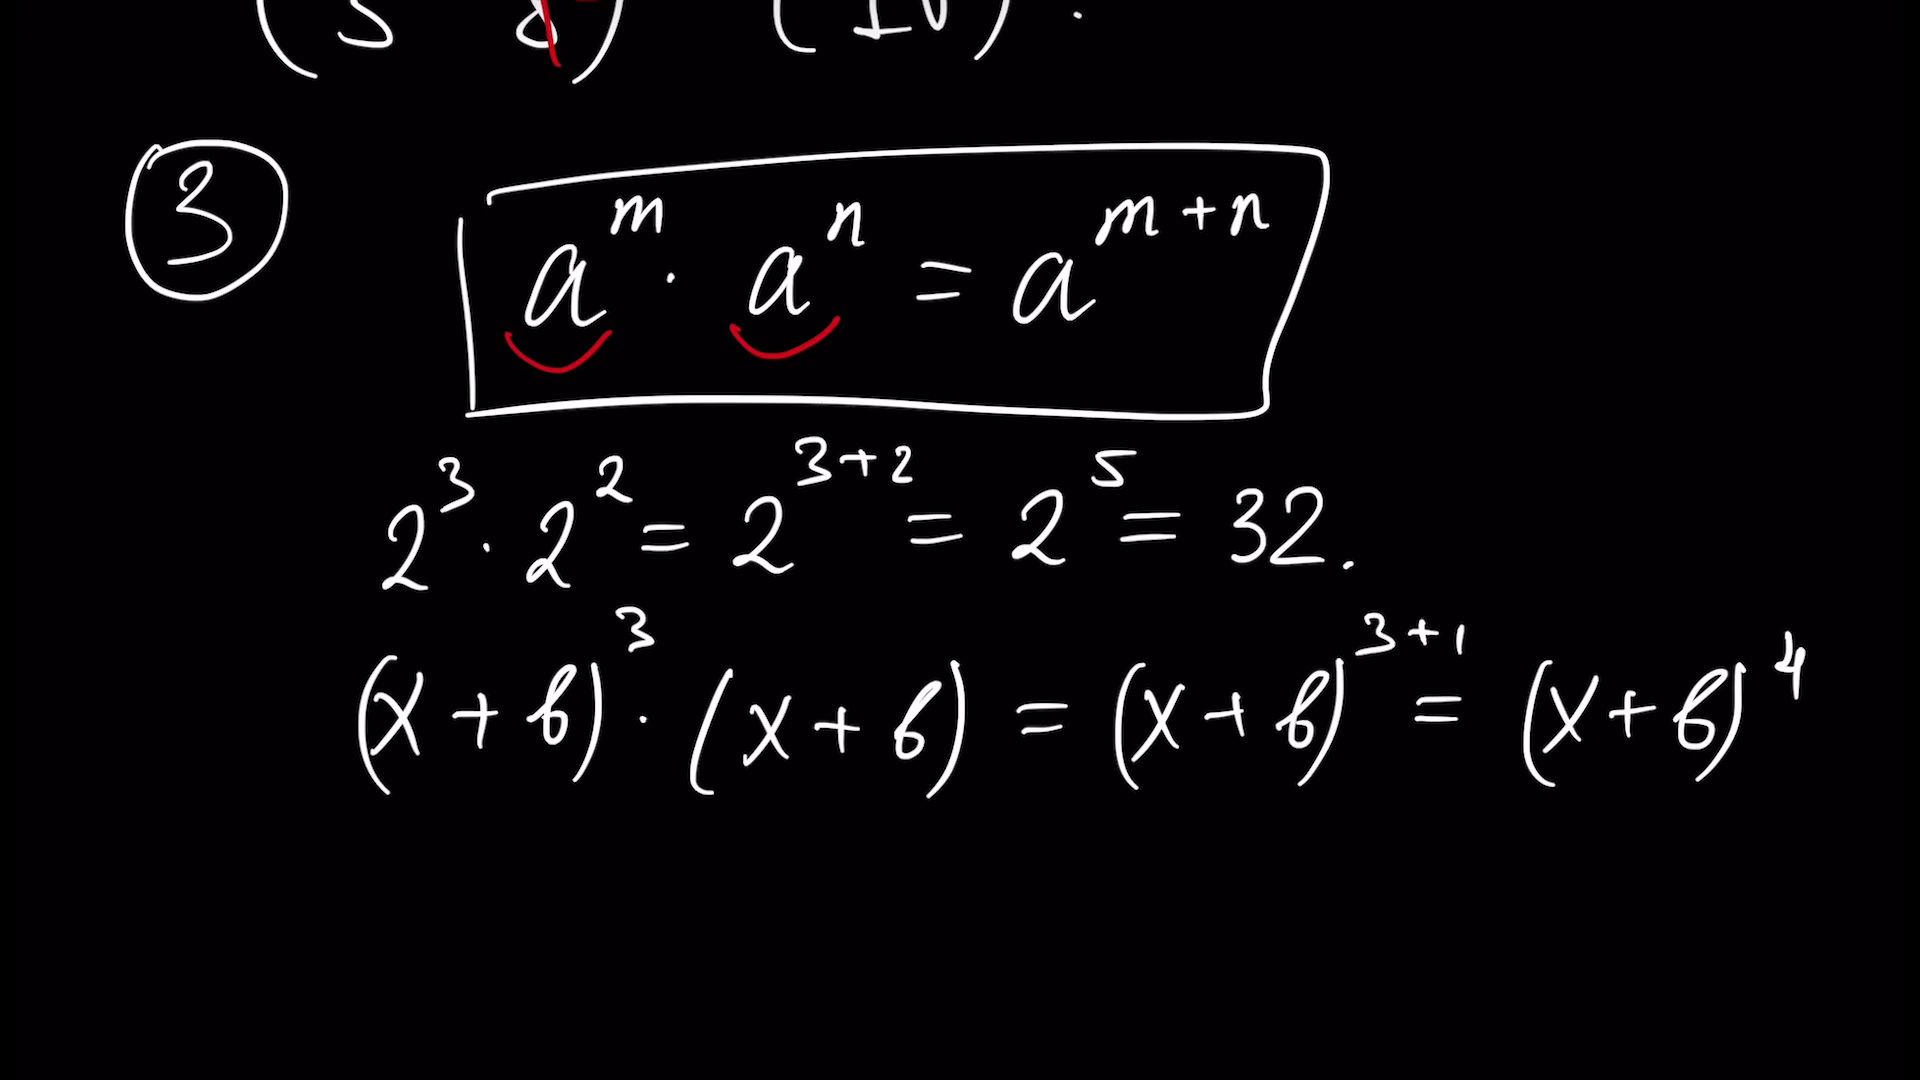 ③ a^m · a^n = a^(m+n)
2^3 · 2^2 = 2^(3+2) = 2^5 = 32.
(x+b)^3 · (x+b) = (x+b)^(3+1) = (x+b)^4